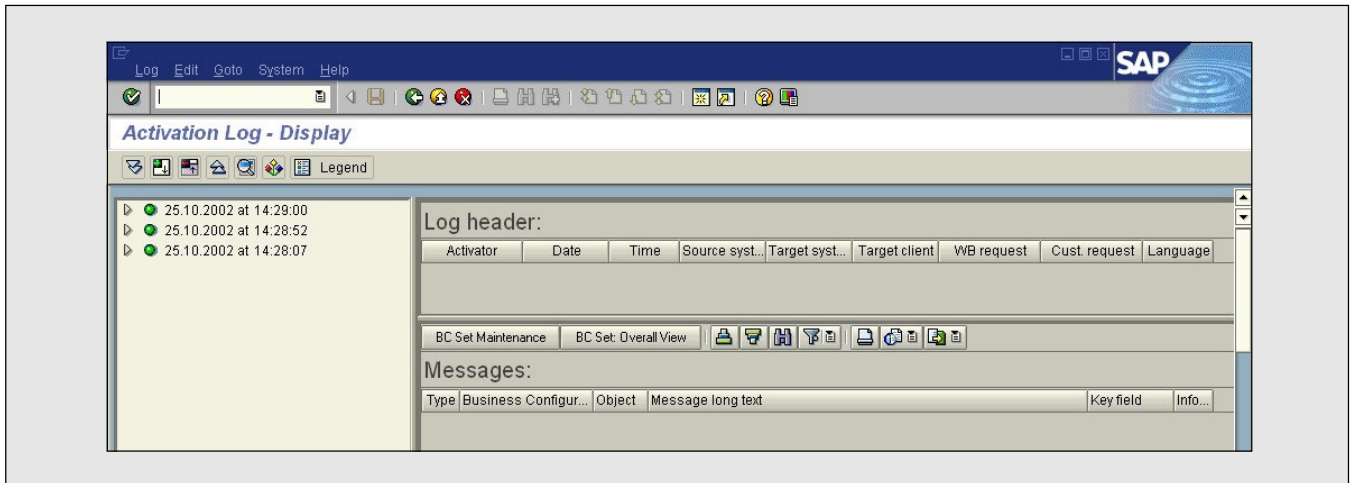 Log Edit Goto System Help
SAP
Activation Log - Display
Legend
25.10.2002 at 14:29:00
25.10.2002 at 14:28:52
25.10.2002 at 14:28:07
Log header:
Activator Date Time Source syst... Target syst... Target client WB request Cust. request Language
BC Set Maintenance BC Set: Overall View
Messages:
Type Business Configur... Object Message long text Key field Info...